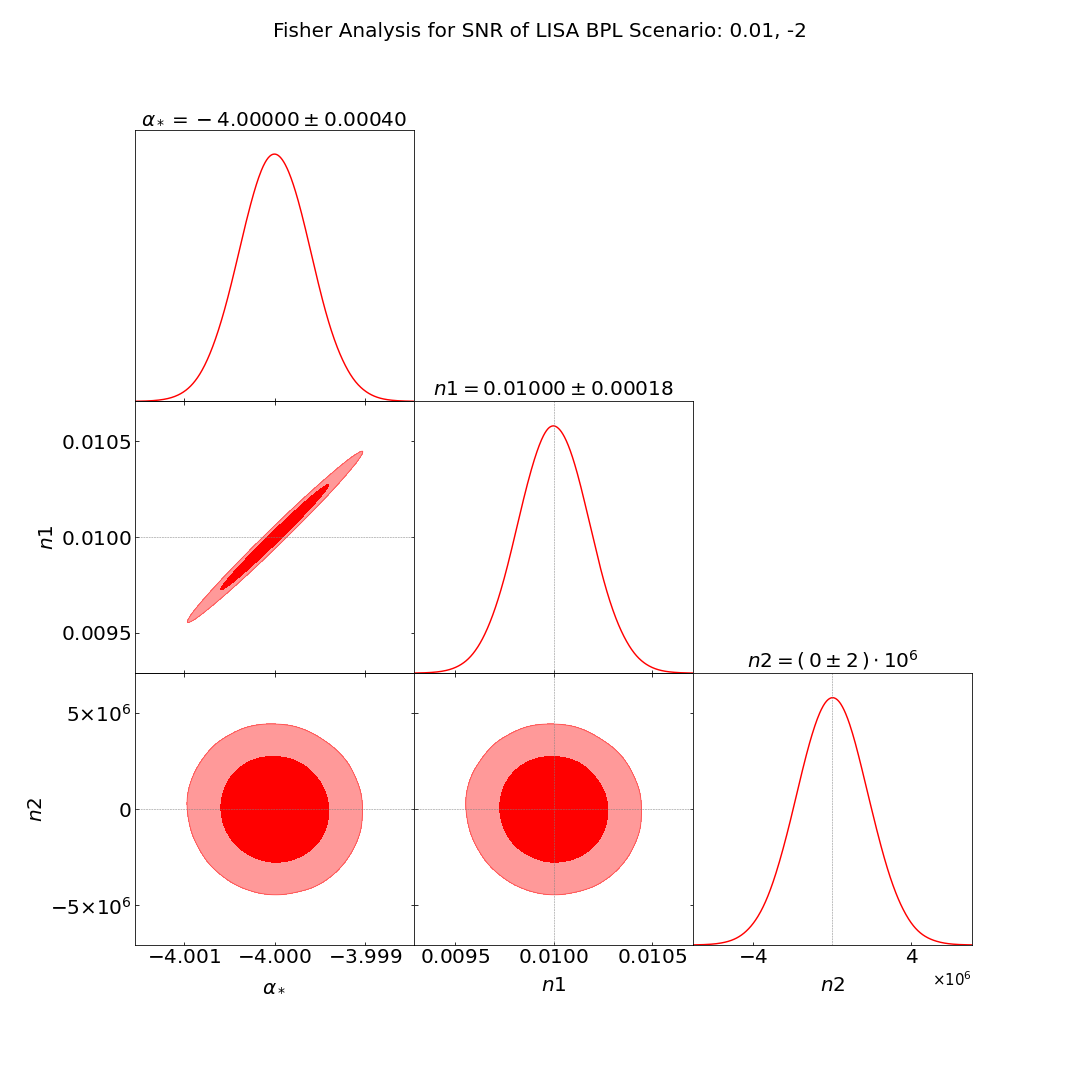 Fisher Analysis for SNR of LISA BPL Scenario: 0.01, -2
α* = − 4.00000 ± 0.00040
n1 = 0.01000 ± 0.00018
0.0105
n1
0.0100
0.0095
n2 = ( 0 ± 2 ) · 10⁶
5×10⁶
n2
0
−5×10⁶
−4.001 −4.000 −3.999 0.0095 0.0100 0.0105 −4 4
×10⁶
α* n1 n2